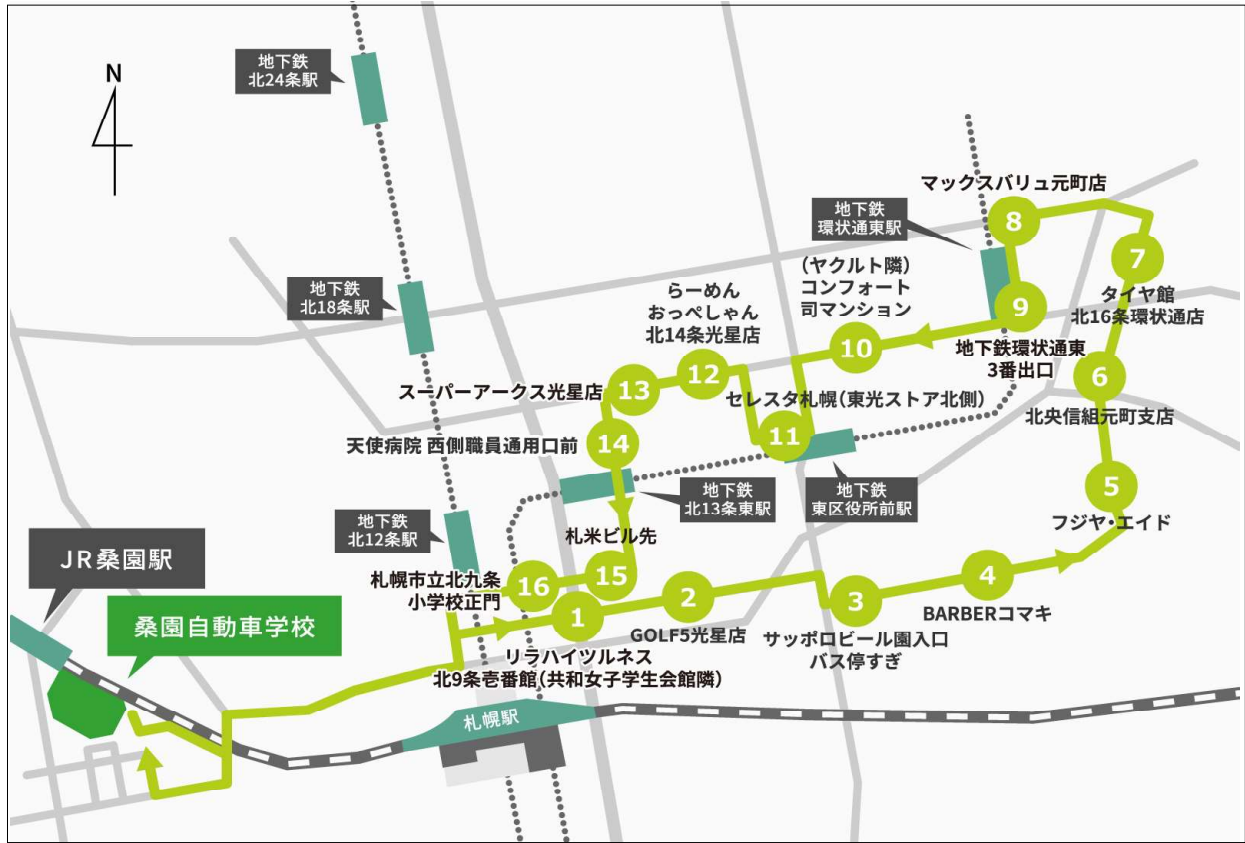 地下鉄
北24条駅
N
マックスバリュ元町店
地下鉄
環状通東駅
8
7
(ヤクルト隣)
コンフォート
司マンション
らーめん
おっぺしゃん
北14条光星店
地下鉄
北18条駅
タイヤ館
北16条環状通店
9
10
地下鉄環状通東
3番出口
12
13
スーパーアークス光星店
6
北央信組元町支店
セレスタ札幌(東光ストア北側)
11
天使病院 西側職員通用口前
14
地下鉄
北13条東駅
地下鉄
東区役所前駅
5
フジヤ・エイド
地下鉄
北12条駅
札米ビル先
JR桑園駅
札幌市立北九条
小学校正門
16
15
4
BARBERコマキ
桑園自動車学校
1
2
3
GOLF5光星店
サッポロビール園入口
バス停すぎ
リラハイツルネス
北9条壱番館(共和女子学生会館隣)
札幌駅